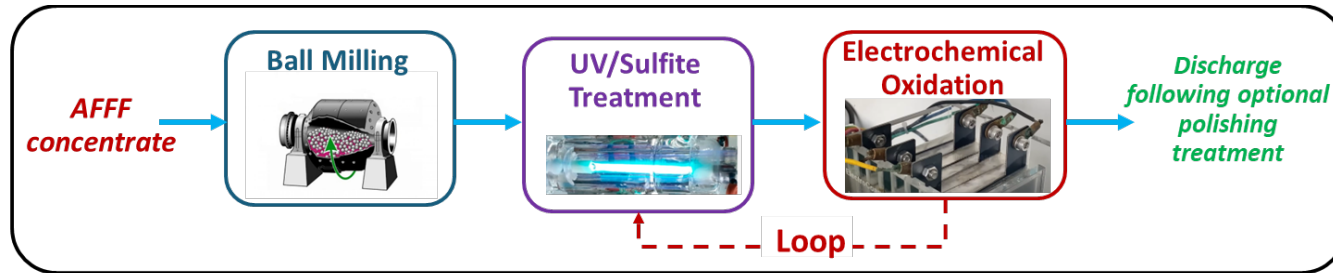 AFFF
concentrate
Ball Milling
UV/Sulfite
Treatment
Electrochemical
Oxidation
Discharge
following optional
polishing
treatment
Loop